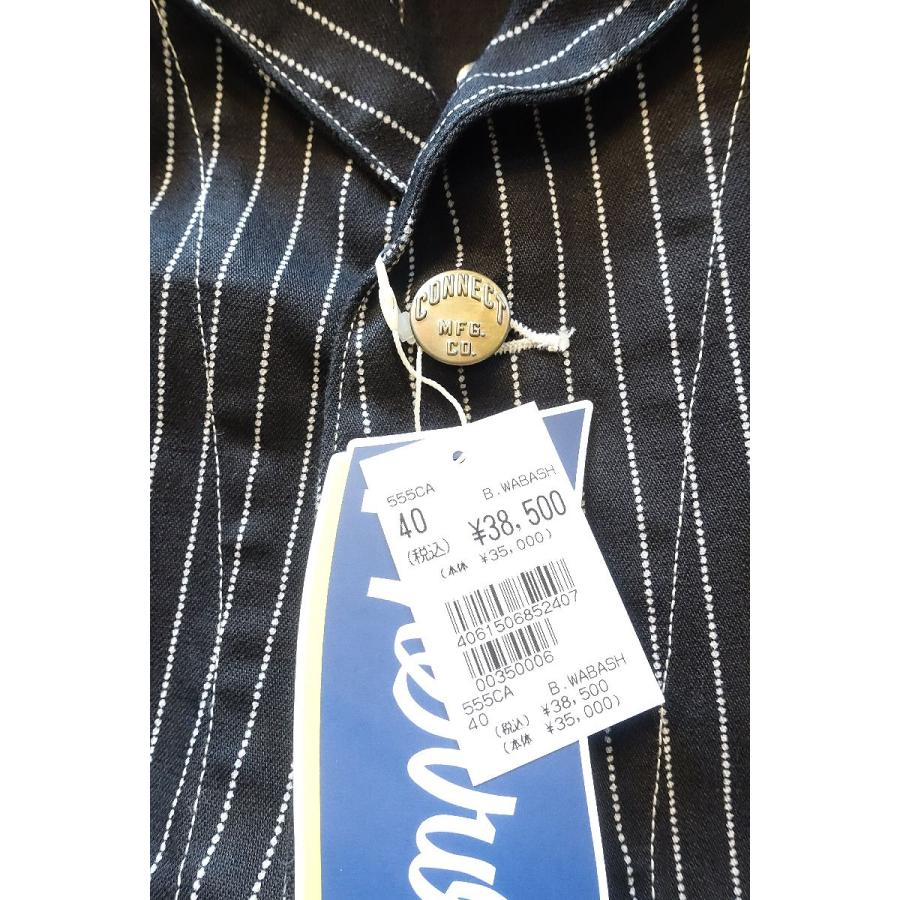 CONNECT
MFG.
CO.
555CA B.WABASH
40 ¥38,500
(税込) (本体 ¥35,000)
4061506852407
00350006
555CA B.WABASH
40 (税込) ¥38,500
(本体 ¥35,000)